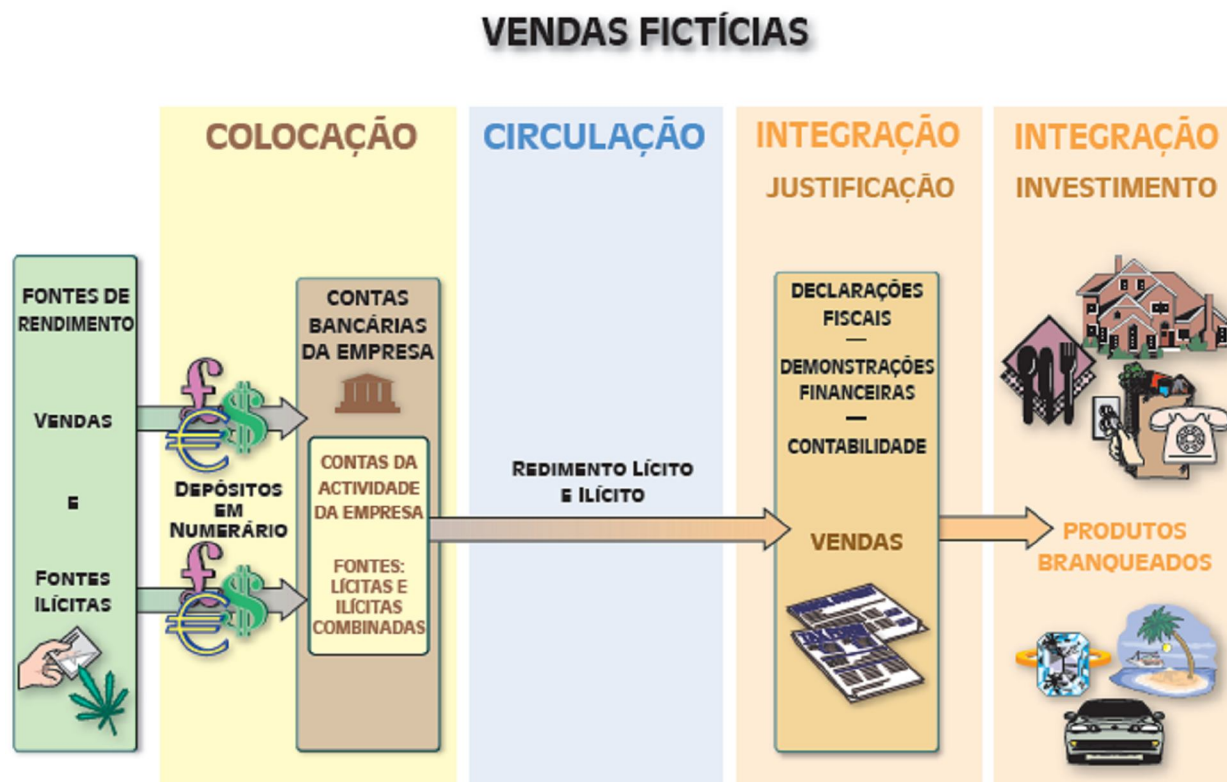 VENDAS FICTÍCIAS
COLOCAÇÃO
CIRCULAÇÃO
INTEGRAÇÃO
JUSTIFICAÇÃO
INTEGRAÇÃO
INVESTIMENTO
FONTES DE
RENDIMENTO
VENDAS
E
FONTES
ILÍCITAS
DEPÓSITOS
EM
NUMERÁRIO
CONTAS
BANCÁRIAS
DA EMPRESA
CONTAS DA
ACTIVIDADE
DA EMPRESA
FONTES:
LÍCITAS E
ILÍCITAS
COMBINADAS
REDIMENTO LÍCITO
E ILÍCITO
DECLARAÇÕES
FISCAIS
—
DEMONSTRAÇÕES
FINANCEIRAS
—
CONTABILIDADE
VENDAS
PRODUTOS
BRANQUEADOS